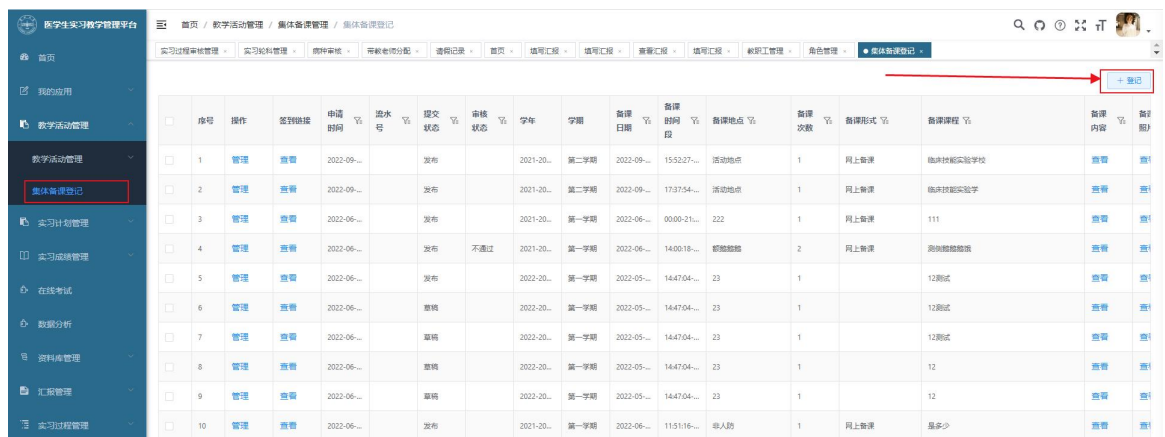 医学生实习教学管理平台
首页 / 教学活动管理 / 集体备课管理 / 集体备课登记
实习过程审核管理 × 实习轮科管理 × 病种审核 × 带教老师分配 × 请假记录 × 首页 × 填写汇报 × 填写汇报 × 查看汇报 × 填写汇报 × 教职工管理 × 角色管理 × 集体备课登记 ×
首页
我的应用
教学活动管理
教学活动管理
集体备课登记
实习计划管理
实习成绩管理
在线考试
数据分析
资料库管理
汇报管理
实习过程管理
+ 登记
序号 操作 签到链接 申请时间 流水号 提交状态 审核状态 学年 学期 备课日期 备课时间段 备课地点 备课次数 备课形式 备课课程 备课内容
1 管理 查看 2022-09-... 发布 2021-20... 第二学期 2022-09-... 15:52:27-... 活动地点 1 网上备课 临床技能实验学校 查看
2 管理 查看 2022-09-... 发布 2021-20... 第二学期 2022-09-... 17:37:54-... 活动地点 1 网上备课 临床技能实验学 查看
3 管理 查看 2022-06-... 发布 2021-20... 第一学期 2022-06-... 00:00-21:... 222 1 网上备课 111 查看
4 管理 查看 2022-06-... 发布 不通过 2021-20... 第一学期 2022-06-... 14:00:18-... 2 网上备课 查看
5 管理 查看 2022-06-... 发布 2022-20... 第一学期 2022-05-... 14:47:04-... 23 1 12测试 查看
6 管理 查看 2022-06-... 草稿 2022-20... 第一学期 2022-05-... 14:47:04-... 23 1 12测试 查看
7 管理 查看 2022-06-... 草稿 2022-20... 第一学期 2022-05-... 14:47:04-... 23 1 12测试 查看
8 管理 查看 2022-06-... 草稿 2022-20... 第一学期 2022-05-... 14:47:04-... 23 1 12 查看
9 管理 查看 2022-06-... 草稿 2022-20... 第一学期 2022-05-... 14:47:04-... 23 1 12 查看
10 管理 查看 2022-06-... 发布 2021-20... 第一学期 2022-06-... 11:51:16-... 非人防 1 网上备课 是多少 查看